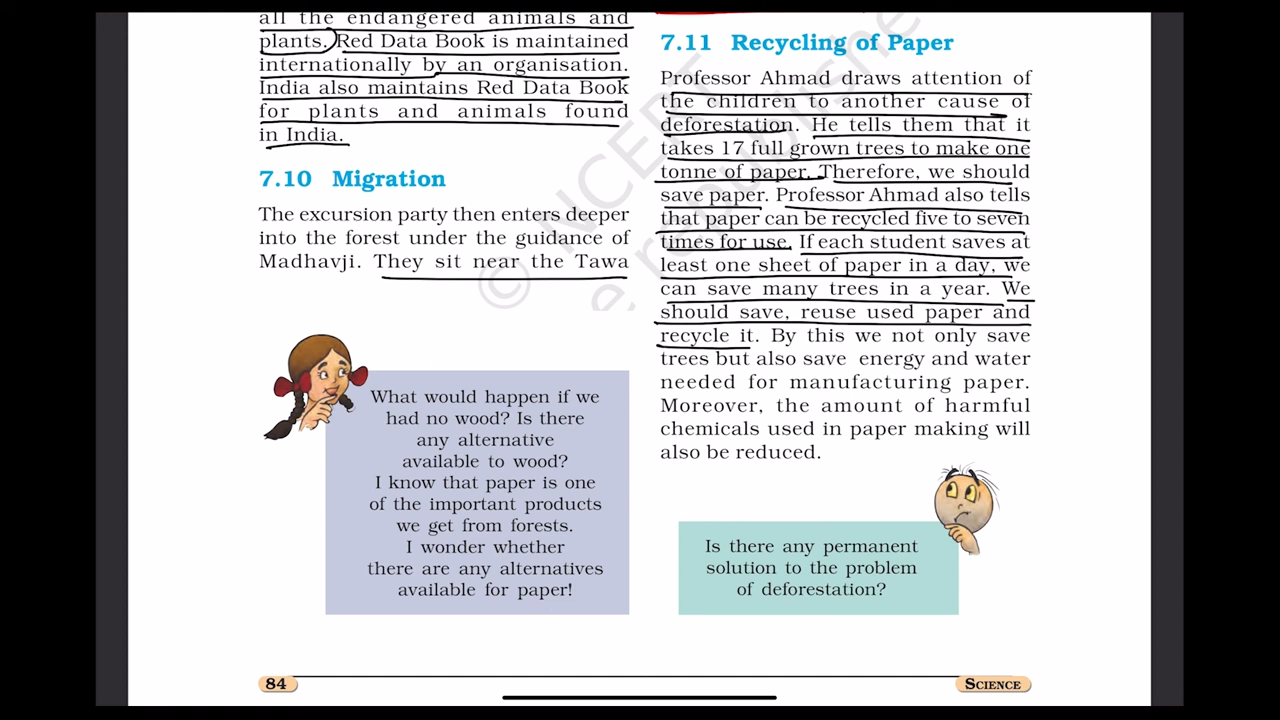 all the endangered animals and
plants. Red Data Book is maintained
internationally by an organisation.
India also maintains Red Data Book
for plants and animals found
in India.
7.10 Migration
The excursion party then enters deeper
into the forest under the guidance of
Madhavji. They sit near the Tawa
What would happen if we
had no wood? Is there
any alternative
available to wood?
I know that paper is one
of the important products
we get from forests.
I wonder whether
there are any alternatives
available for paper!
7.11 Recycling of Paper
Professor Ahmad draws attention of
the children to another cause of
deforestation. He tells them that it
takes 17 full grown trees to make one
tonne of paper. Therefore, we should
save paper. Professor Ahmad also tells
that paper can be recycled five to seven
times for use. If each student saves at
least one sheet of paper in a day, we
can save many trees in a year. We
should save, reuse used paper and
recycle it. By this we not only save
trees but also save energy and water
needed for manufacturing paper.
Moreover, the amount of harmful
chemicals used in paper making will
also be reduced.
Is there any permanent
solution to the problem
of deforestation?
84
SCIENCE
© NCERT